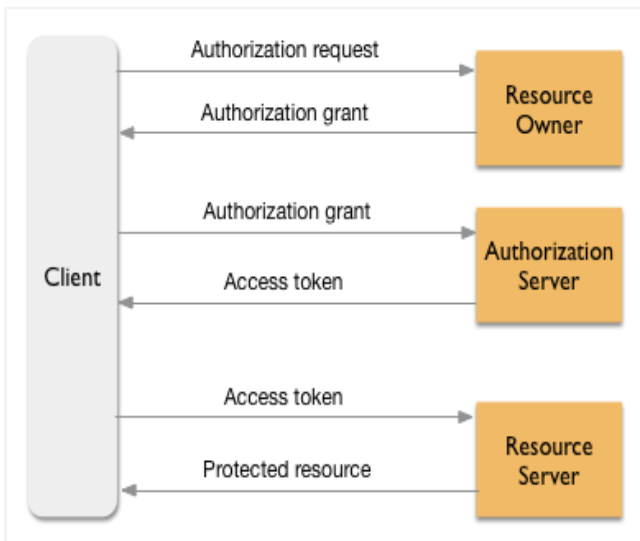 Authorization request
Resource
Owner
Authorization grant
Authorization grant
Authorization
Server
Client
Access token
Access token
Resource
Server
Protected resource